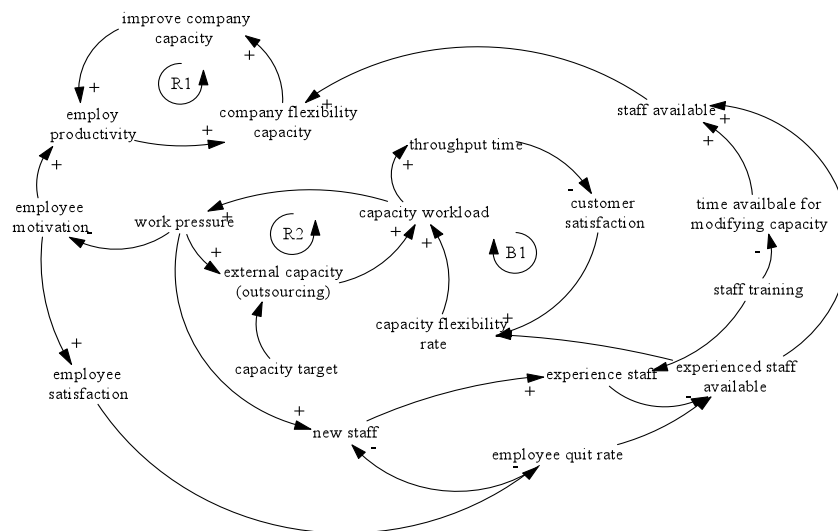 improve company
capacity
R1
employ
productivity
company flexibility
capacity
staff available
throughput time
employee
motivation
work pressure
capacity workload
customer
satisfaction
time availbale for
modifying capacity
R2
B1
external capacity
(outsourcing)
staff training
capacity flexibility
rate
capacity target
employee
satisfaction
experience staff
experienced staff
available
new staff
employee quit rate